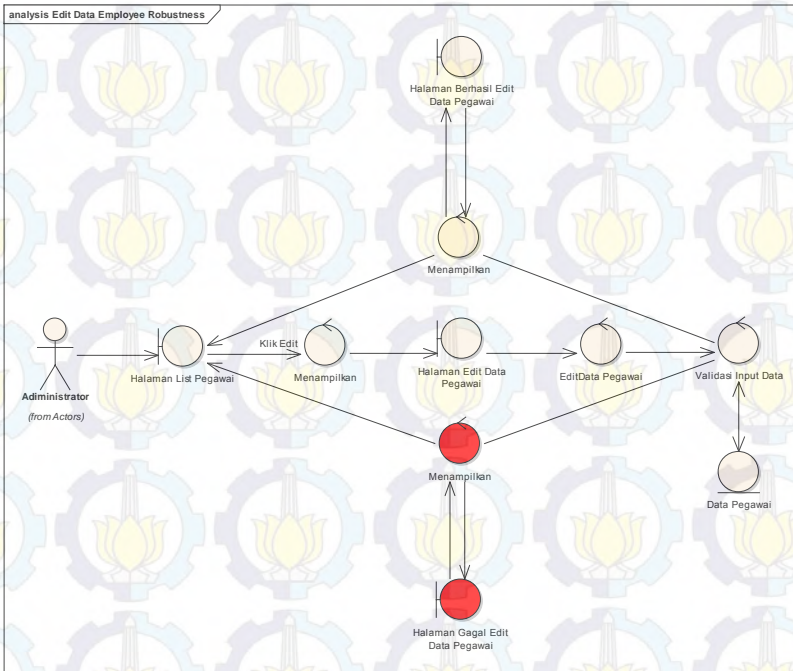 analysis Edit Data Employee Robustness
Halaman Berhasil Edit
Data Pegawai
Menampilkan
Adiministrator
(from Actors)
Halaman List Pegawai
Klik Edit
Menampilkan
Halaman Edit Data
Pegawai
EditData Pegawai
Validasi Input Data
Menampilkan
Data Pegawai
Halaman Gagal Edit
Data Pegawai